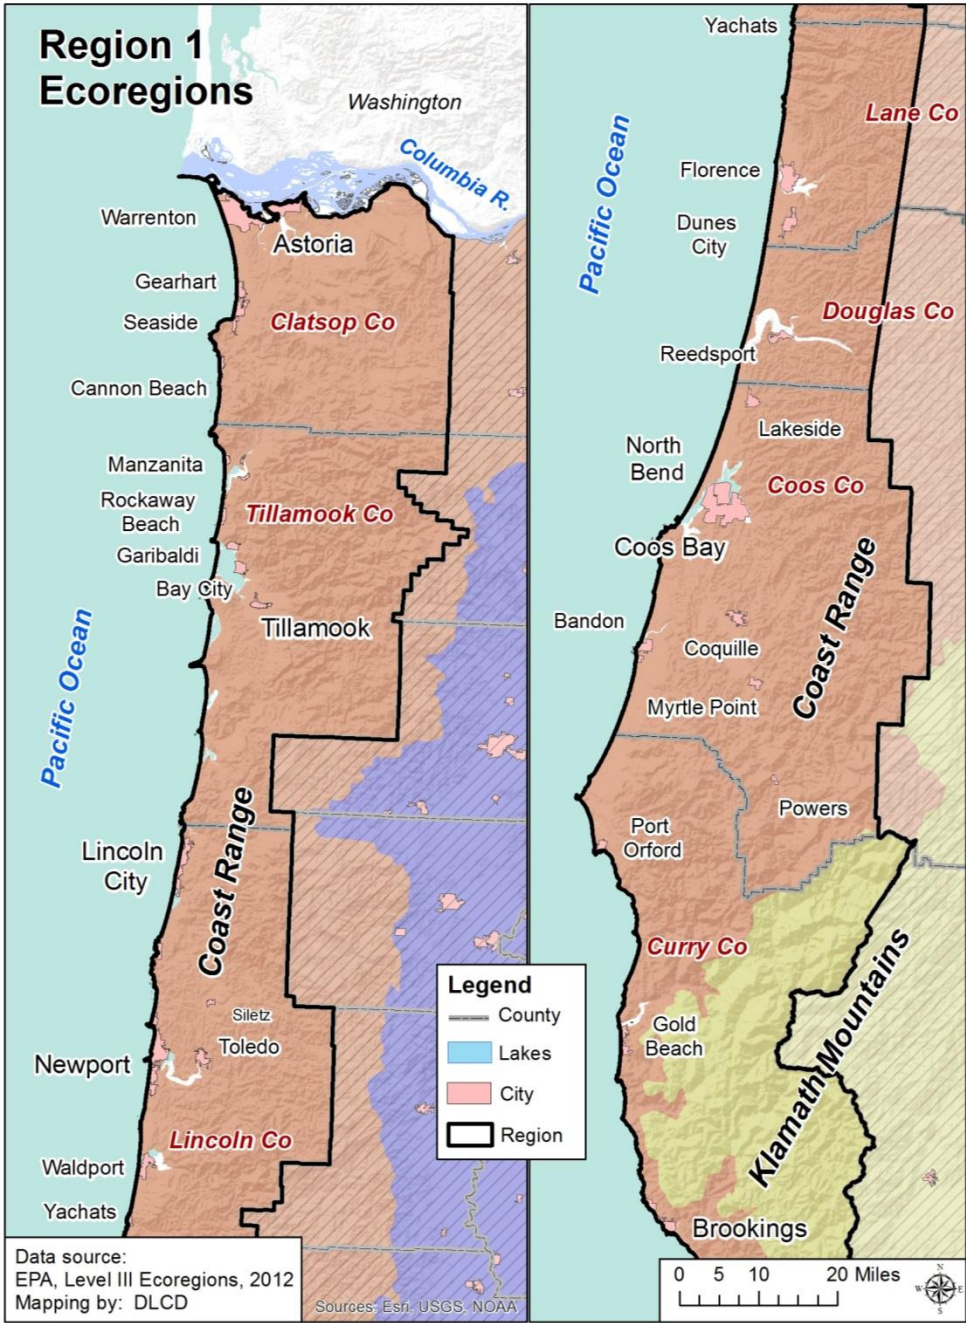 Region 1
Ecoregions
Washington
Columbia R.
Warrenton
Astoria
Gearhart
Seaside
Clatsop Co
Cannon Beach
Manzanita
Rockaway
Beach
Tillamook Co
Garibaldi
Bay City
Tillamook
Pacific Ocean
Lincoln
City
Coast Range
Siletz
Toledo
Newport
Lincoln Co
Waldport
Yachats
Data source:
EPA, Level III Ecoregions, 2012
Mapping by: DLCD
Sources: Esri, USGS, NOAA
Legend
County
Lakes
City
Region
Yachats
Lane Co
Pacific Ocean
Florence
Dunes
City
Douglas Co
Reedsport
Lakeside
North
Bend
Coos Co
Coos Bay
Coast Range
Bandon
Coquille
Myrtle Point
Powers
Port
Orford
Curry Co
Gold
Beach
Klamath Mountains
Brookings
0 5 10 20 Miles
N
W E
S